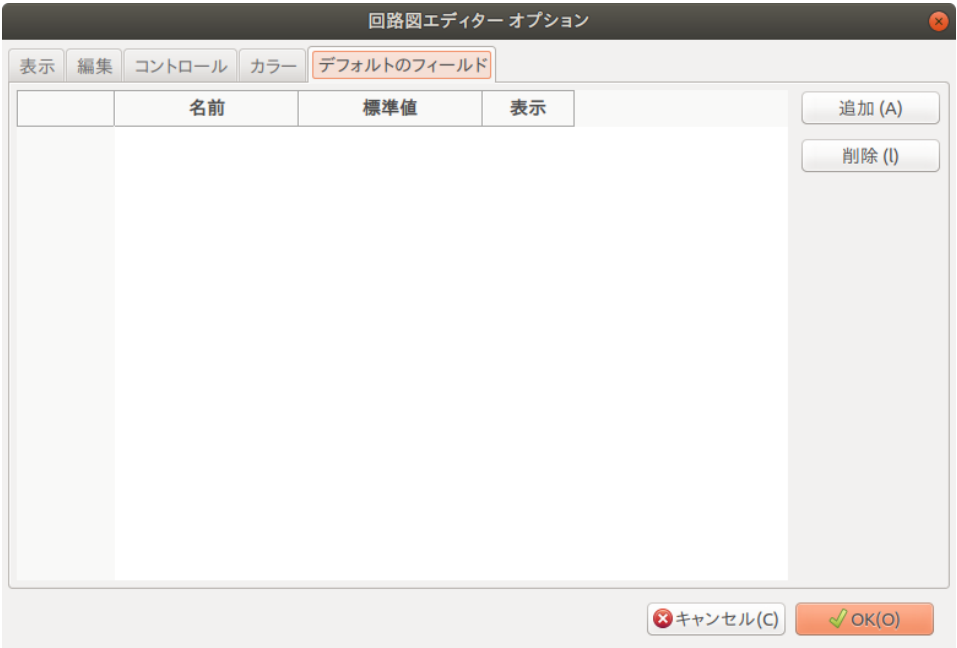 回路図エディター オプション
表示 編集 コントロール カラー デフォルトのフィールド
名前 標準値 表示
追加 (A)
削除 (l)
キャンセル(C) OK(O)